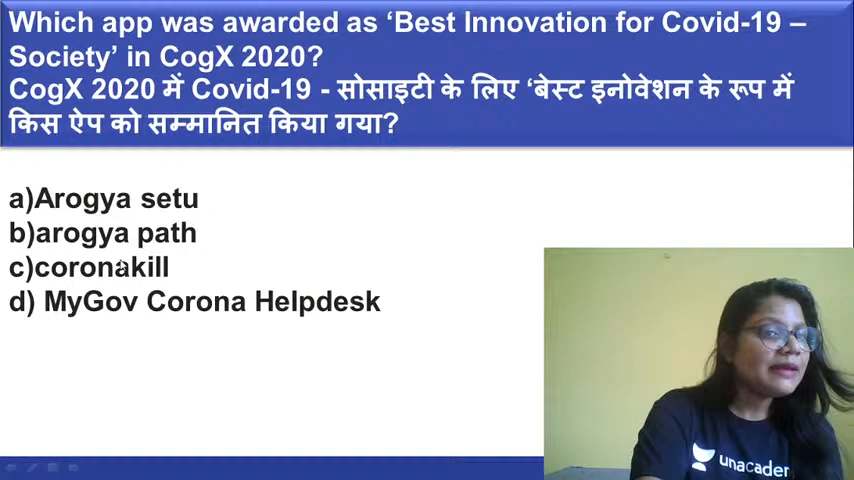 Which app was awarded as ‘Best Innovation for Covid-19 –
Society’ in CogX 2020?
CogX 2020 में Covid-19 - सोसाइटी के लिए ‘बेस्ट इनोवेशन के रूप में
किस ऐप को सम्मानित किया गया?
a)Arogya setu
b)arogya path
c)coronakill
d) MyGov Corona Helpdesk
unacademy